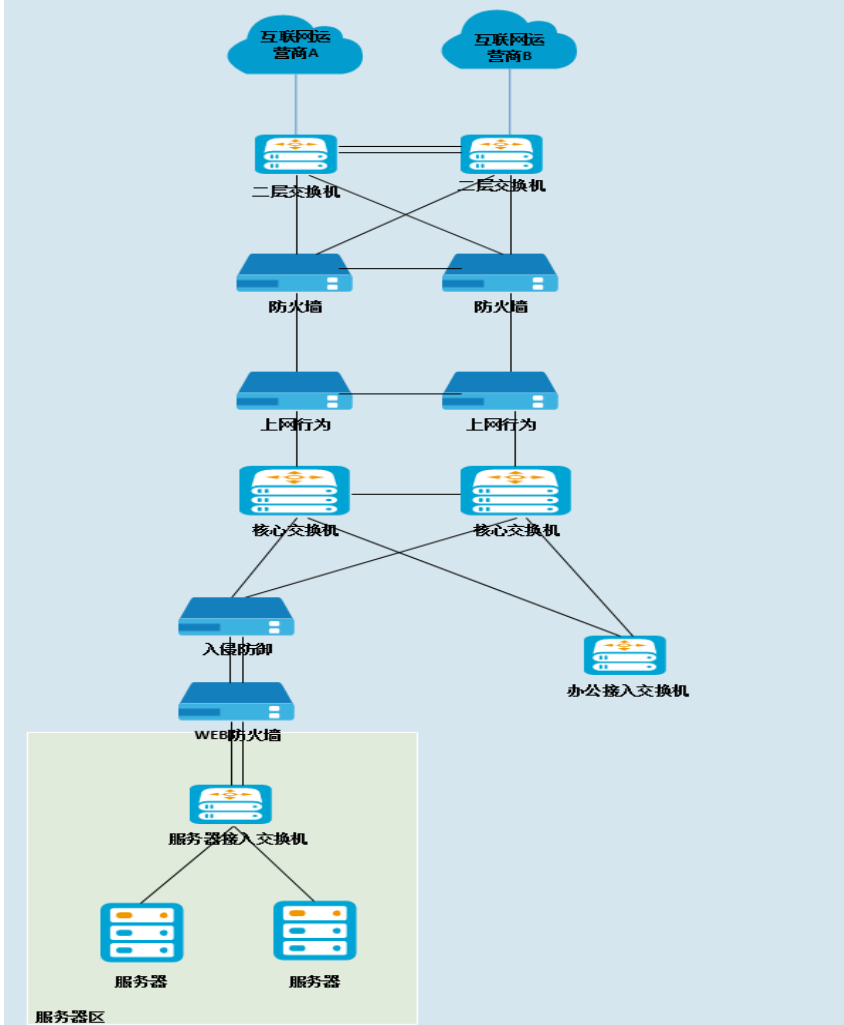 互联网运
营商A
互联网运
营商B
二层交换机
二层交换机
防火墙
防火墙
上网行为
上网行为
核心交换机
核心交换机
入侵防御
办公接入交换机
WEB防火墙
服务器接入交换机
服务器
服务器
服务器区